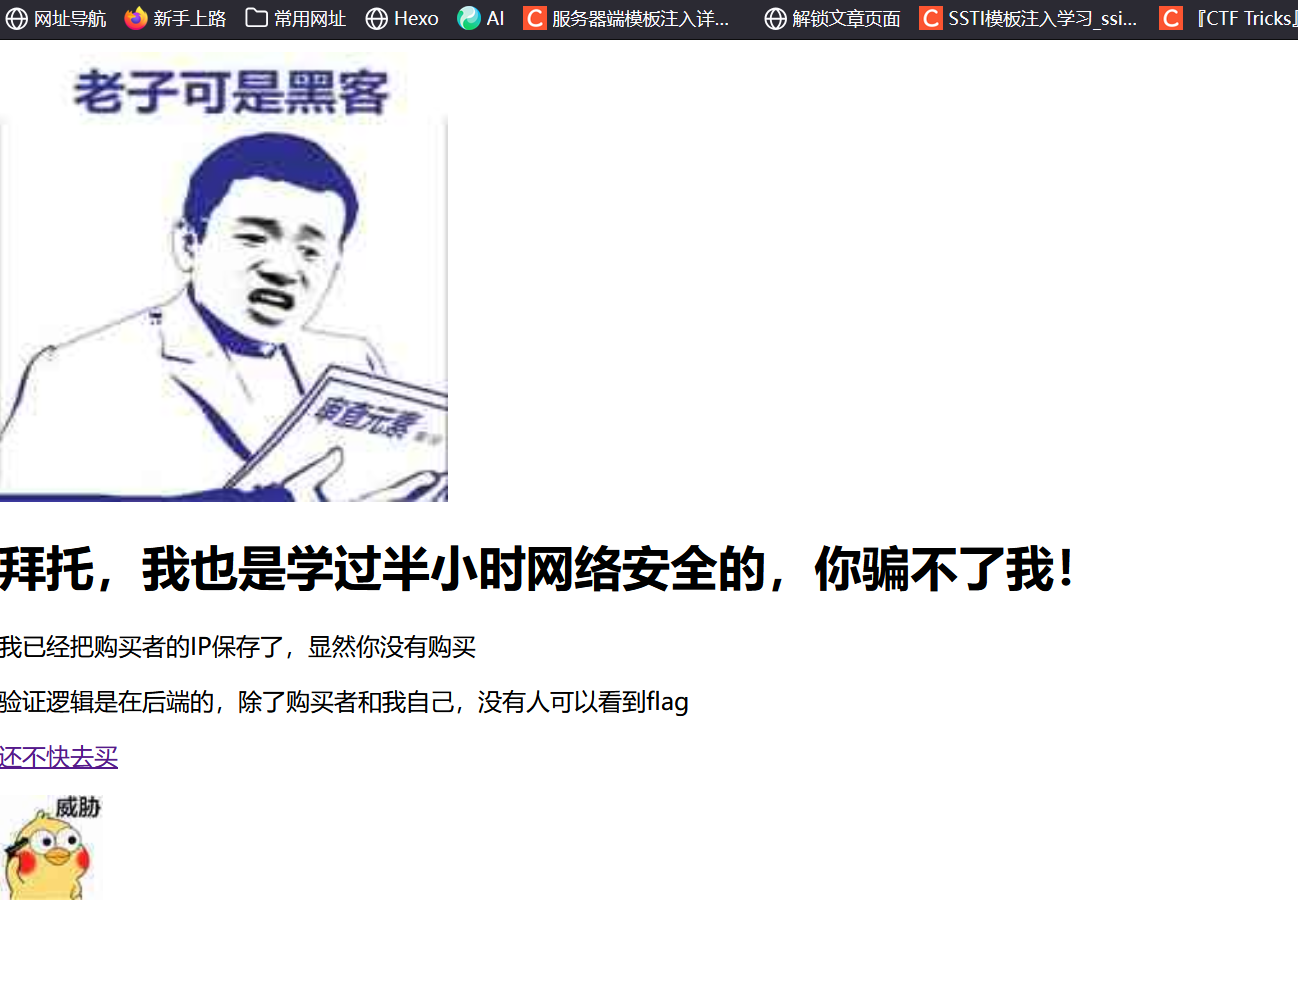 网址导航 新手上路 常用网址 Hexo AI 服务器端模板注入详... 解锁文章页面 SSTI模板注入学习_ssi... 『CTF Tricks』
老子可是黑客
审查元素
拜托，我也是学过半小时网络安全的，你骗不了我！
我已经把购买者的IP保存了，显然你没有购买
验证逻辑是在后端的，除了购买者和我自己，没有人可以看到flag
还不快去买
威胁